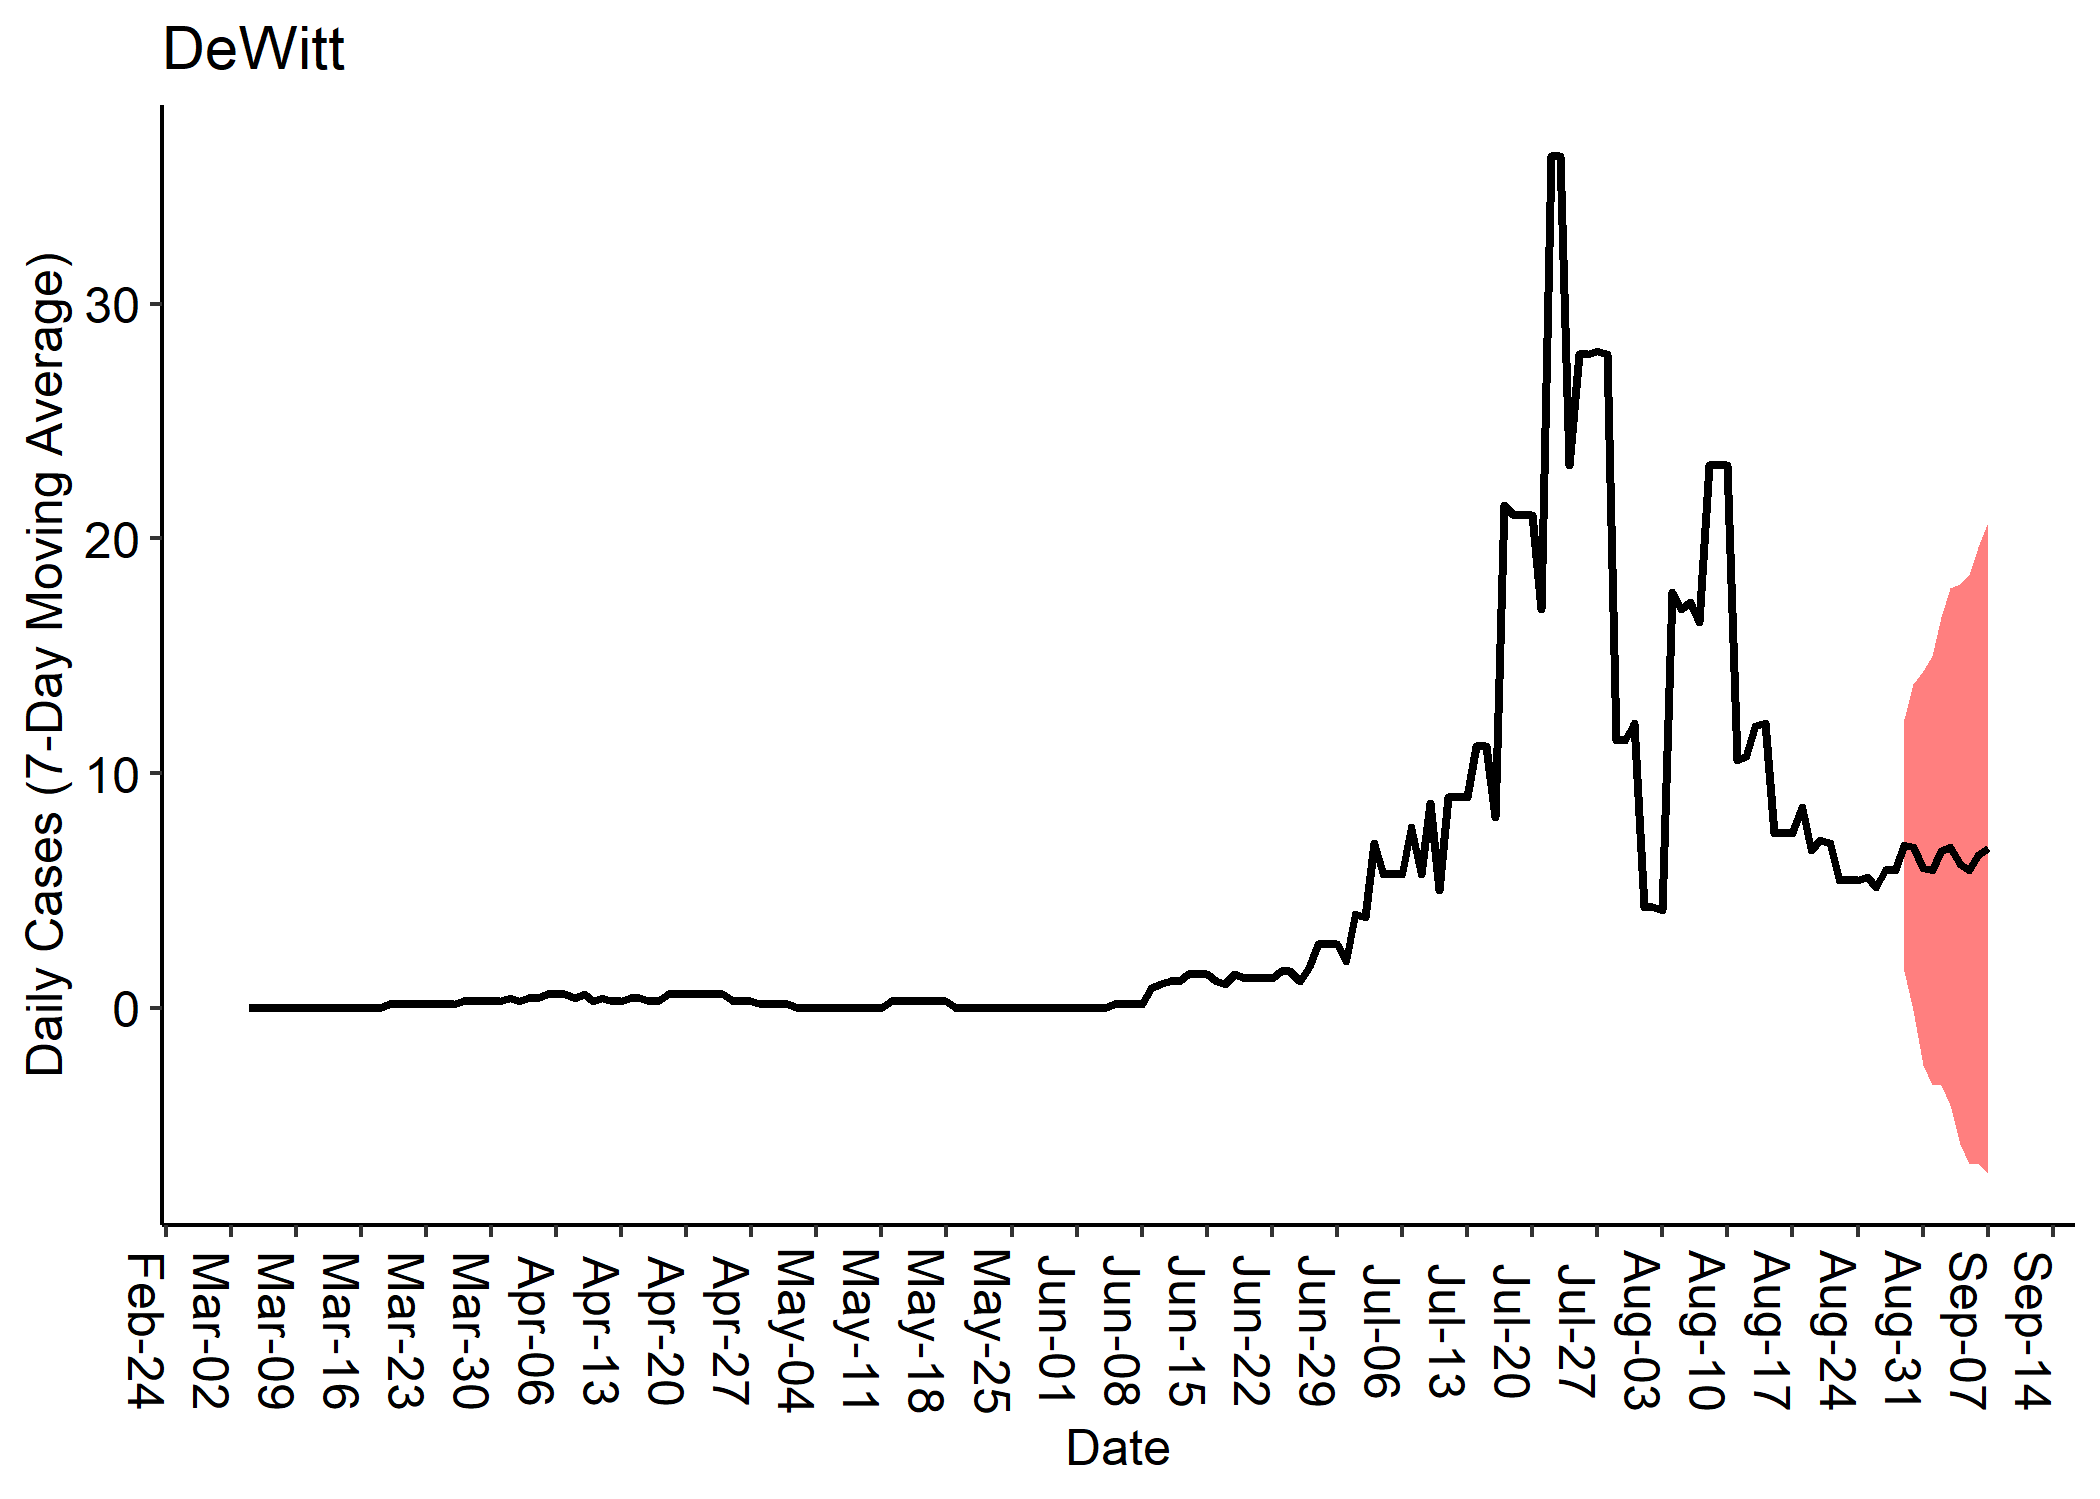 DeWitt
Daily Cases (7-Day Moving Average)
30
20
10
0
Feb-24
Mar-02
Mar-09
Mar-16
Mar-23
Mar-30
Apr-06
Apr-13
Apr-20
Apr-27
May-04
May-11
May-18
May-25
Jun-01
Jun-08
Jun-15
Jun-22
Jun-29
Jul-06
Jul-13
Jul-20
Jul-27
Aug-03
Aug-10
Aug-17
Aug-24
Aug-31
Sep-07
Sep-14
Date